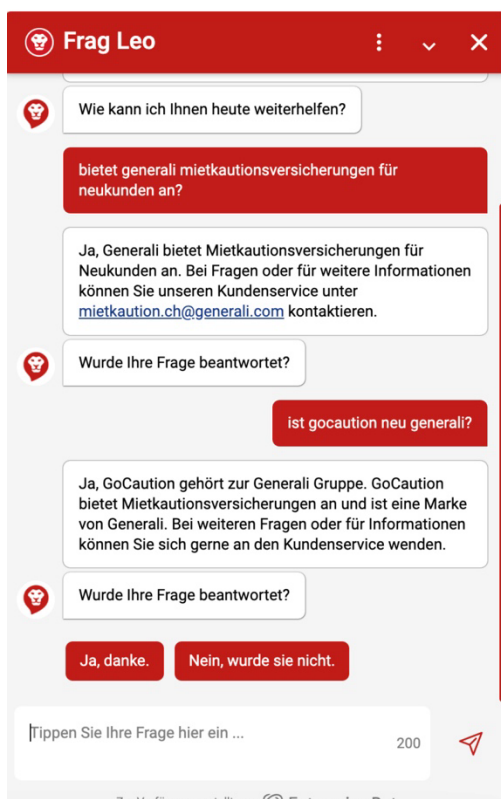 Frag Leo
Wie kann ich Ihnen heute weiterhelfen?
bietet generali mietkautionsversicherungen für
neukunden an?
Ja, Generali bietet Mietkautionsversicherungen für
Neukunden an. Bei Fragen oder für weitere Informationen
können Sie unseren Kundenservice unter
mietkaution.ch@generali.com kontaktieren.
Wurde Ihre Frage beantwortet?
ist gocaution neu generali?
Ja, GoCaution gehört zur Generali Gruppe. GoCaution
bietet Mietkautionsversicherungen an und ist eine Marke
von Generali. Bei weiteren Fragen oder für Informationen
können Sie sich gerne an den Kundenservice wenden.
Wurde Ihre Frage beantwortet?
Ja, danke.
Nein, wurde sie nicht.
Tippen Sie Ihre Frage hier ein ...
200